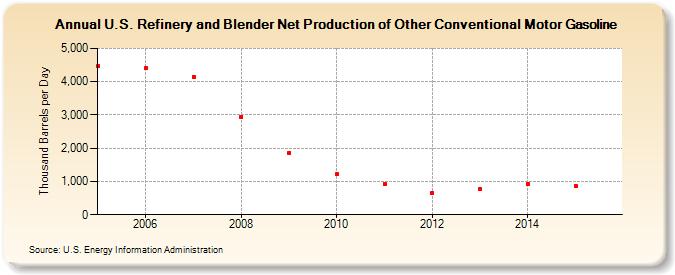 Annual U.S. Refinery and Blender Net Production of Other Conventional Motor Gasoline
Thousand Barrels per Day
5,000
4,000
3,000
2,000
1,000
0
2006 2008 2010 2012 2014
Source: U.S. Energy Information Administration